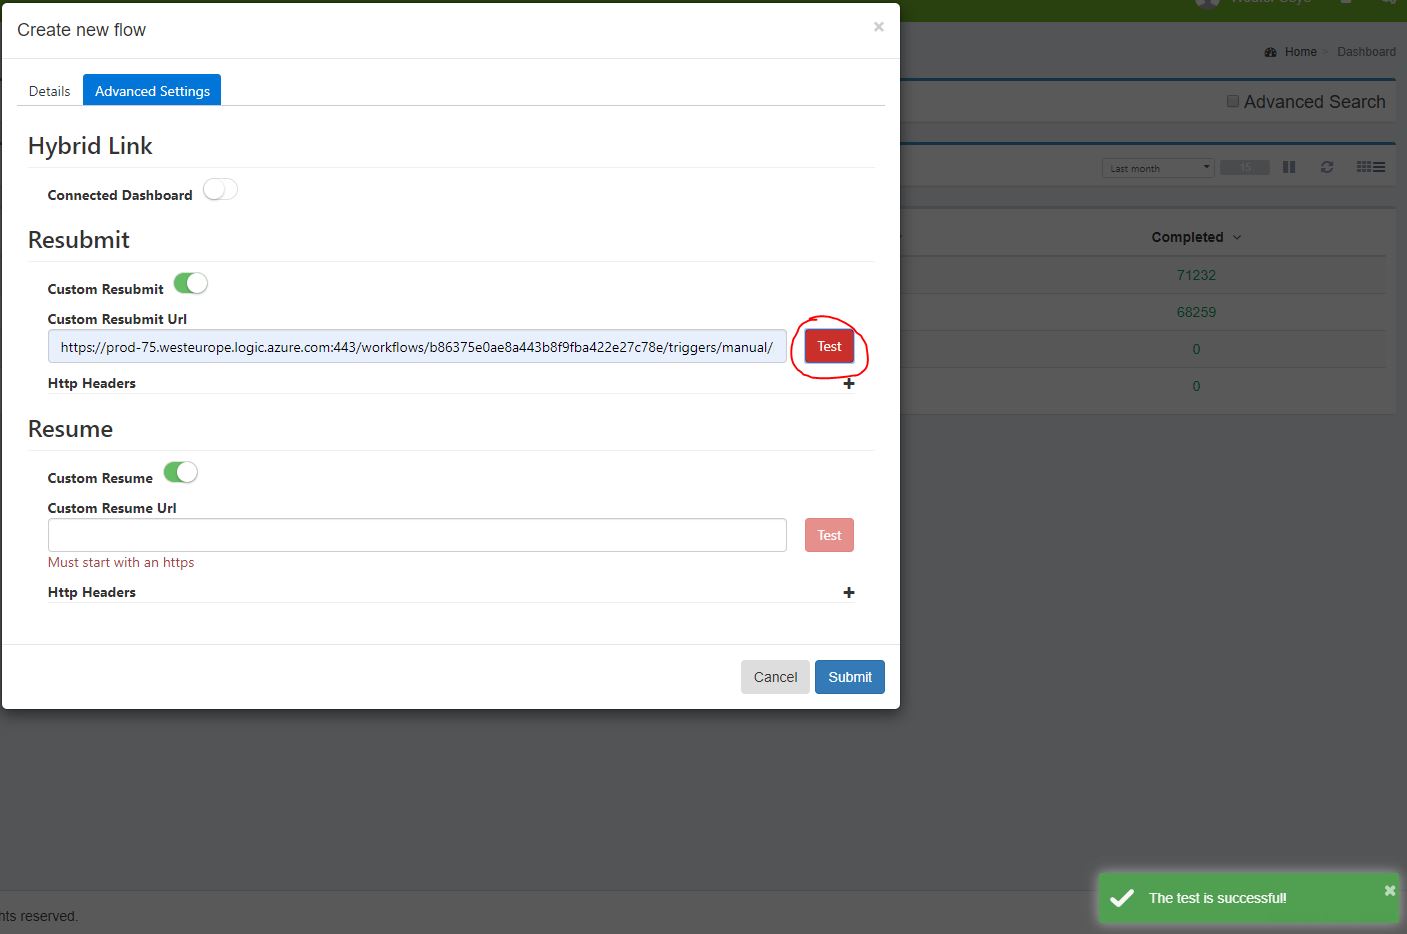 Create new flow
×
Home > Dashboard
Details
Advanced Settings
Advanced Search
Hybrid Link
Last month
15
Connected Dashboard
Resubmit
Completed
Custom Resubmit
71232
Custom Resubmit Url
68259
https://prod-75.westeurope.logic.azure.com:443/workflows/b86375e0ae8a443b8f9fba422e27c78e/triggers/manual/
Test
0
Http Headers
+
0
Resume
Custom Resume
Custom Resume Url
Test
Must start with an https
Http Headers
+
Cancel
Submit
The test is successful!
×
hts reserved.